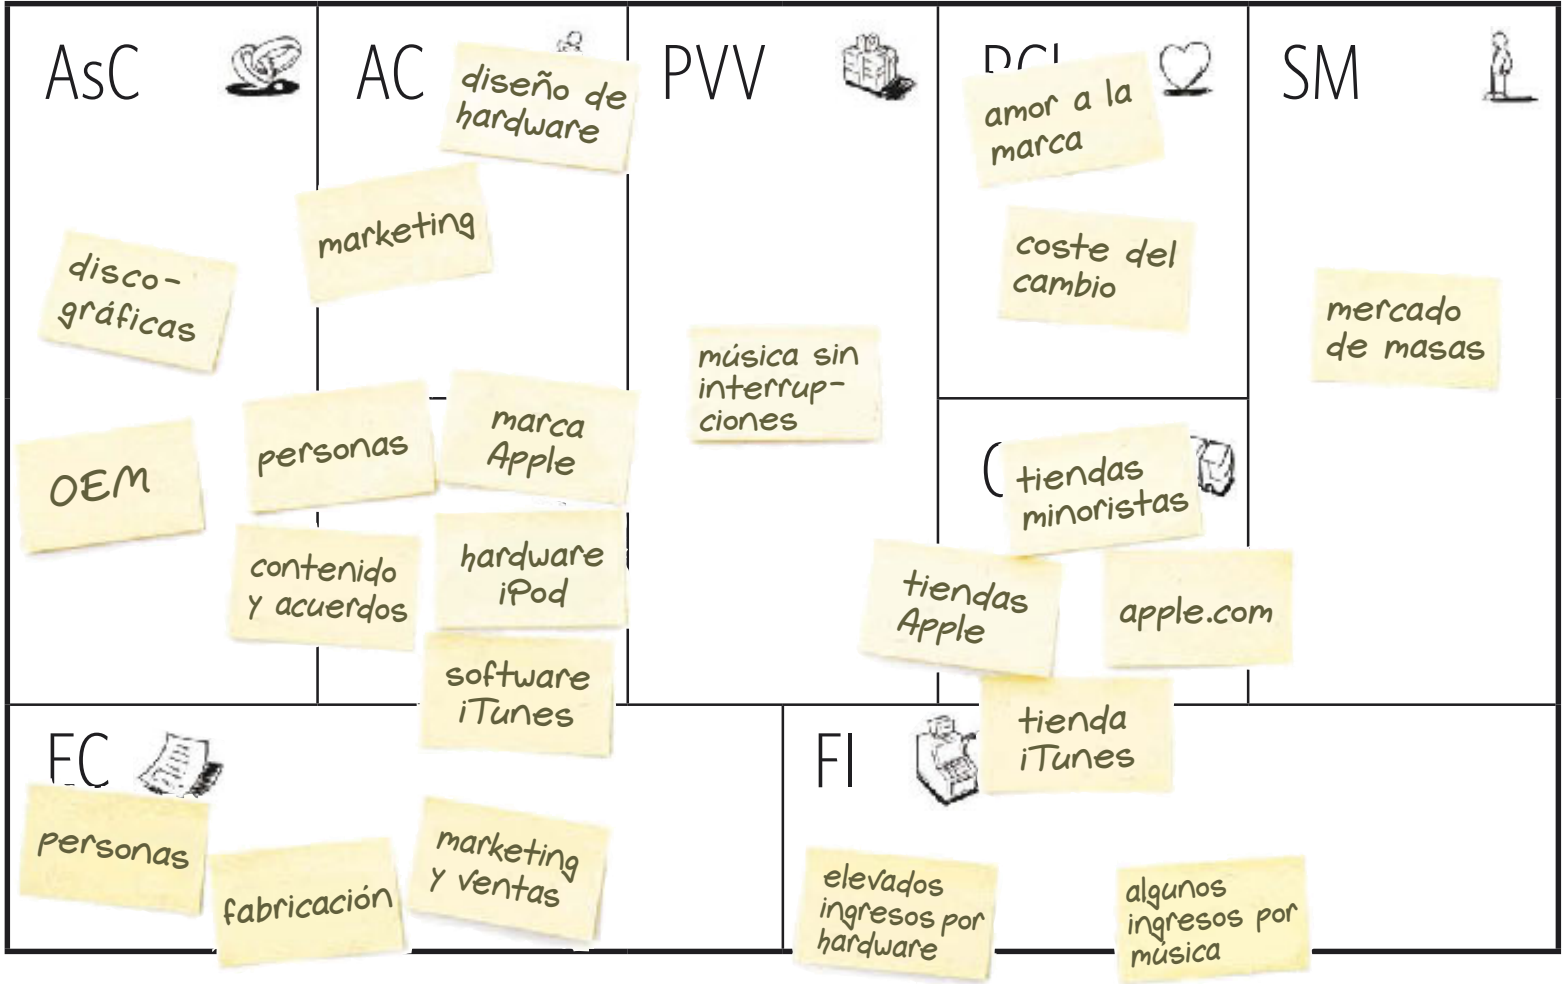 AsC
AC
PVV
SM
diseño de
hardware
marketing
disco-
gráficas
OEM
personas
marca
Apple
contenido
y acuerdos
hardware
iPod
software
iTunes
música sin
interrup-
ciones
amor a la
marca
coste del
cambio
tiendas
minoristas
tiendas
Apple
apple.com
tienda
iTunes
mercado
de masas
EC
personas
fabricación
marketing
y ventas
FI
elevados
ingresos por
hardware
algunos
ingresos por
música